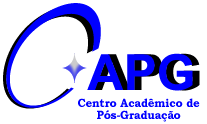 APG
Centro Acadêmico de
Pós-Graduação